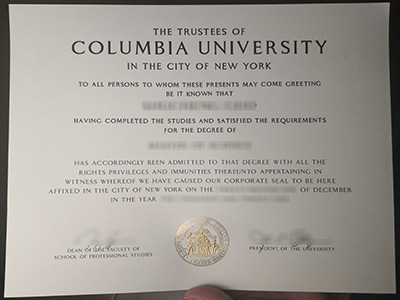 THE TRUSTEES OF
COLUMBIA UNIVERSITY
IN THE CITY OF NEW YORK
TO ALL PERSONS TO WHOM THESE PRESENTS MAY COME GREETING
BE IT KNOWN THAT
HAVING COMPLETED THE STUDIES AND SATISFIED THE REQUIREMENTS
FOR THE DEGREE OF
HAS ACCORDINGLY BEEN ADMITTED TO THAT DEGREE WITH ALL THE
RIGHTS PRIVILEGES AND IMMUNITIES THEREUNTO APPERTAINING IN
WITNESS WHEREOF WE HAVE CAUSED OUR CORPORATE SEAL TO BE HERE
AFFIXED IN THE CITY OF NEW YORK ON THE OF DECEMBER
IN THE YEAR
DEAN OF THE FACULTY OF
SCHOOL OF PROFESSIONAL STUDIES
PRESIDENT OF THE UNIVERSITY